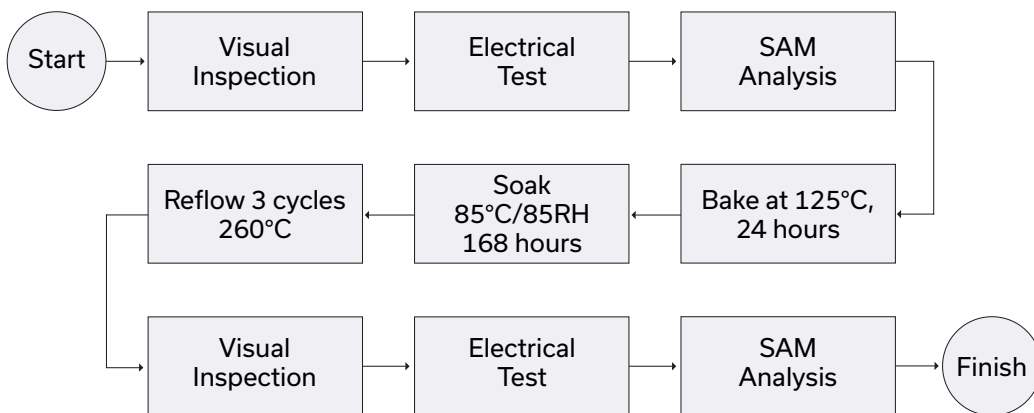 Start
Visual
Inspection
Electrical
Test
SAM
Analysis
Bake at 125°C,
24 hours
Soak
85°C/85RH
168 hours
Reflow 3 cycles
260°C
Visual
Inspection
Electrical
Test
SAM
Analysis
Finish